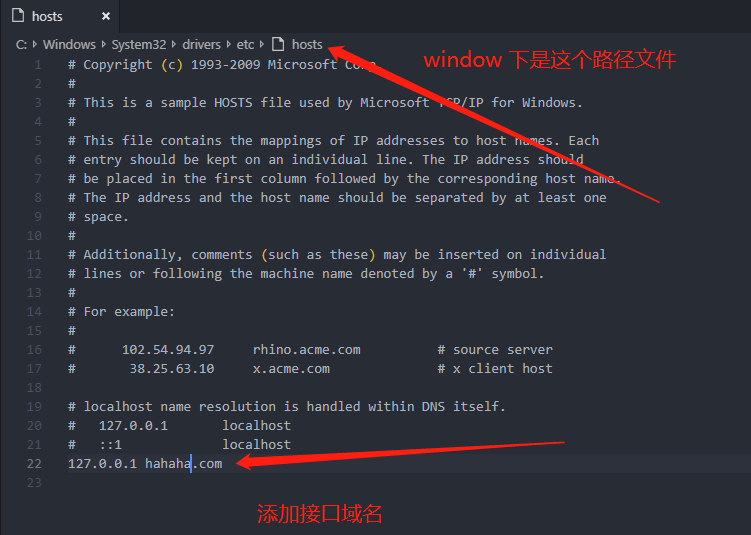 hosts ×
C: Windows System32 drivers etc hosts
window 下是这个路径文件
1 # Copyright (c) 1993-2009 Microsoft Corp
2 #
3 # This is a sample HOSTS file used by Microsoft TCP/IP for Windows.
4 #
5 # This file contains the mappings of IP addresses to host names. Each
6 # entry should be kept on an individual line. The IP address should
7 # be placed in the first column followed by the corresponding host name.
8 # The IP address and the host name should be separated by at least one
9 # space.
10 #
11 # Additionally, comments (such as these) may be inserted on individual
12 # lines or following the machine name denoted by a '#' symbol.
13 #
14 # For example:
15 #
16 # 102.54.94.97 rhino.acme.com # source server
17 # 38.25.63.10 x.acme.com # x client host
18
19 # localhost name resolution is handled within DNS itself.
20 # 127.0.0.1 localhost
21 # ::1 localhost
22 127.0.0.1 hahaha.com
23
添加接口域名